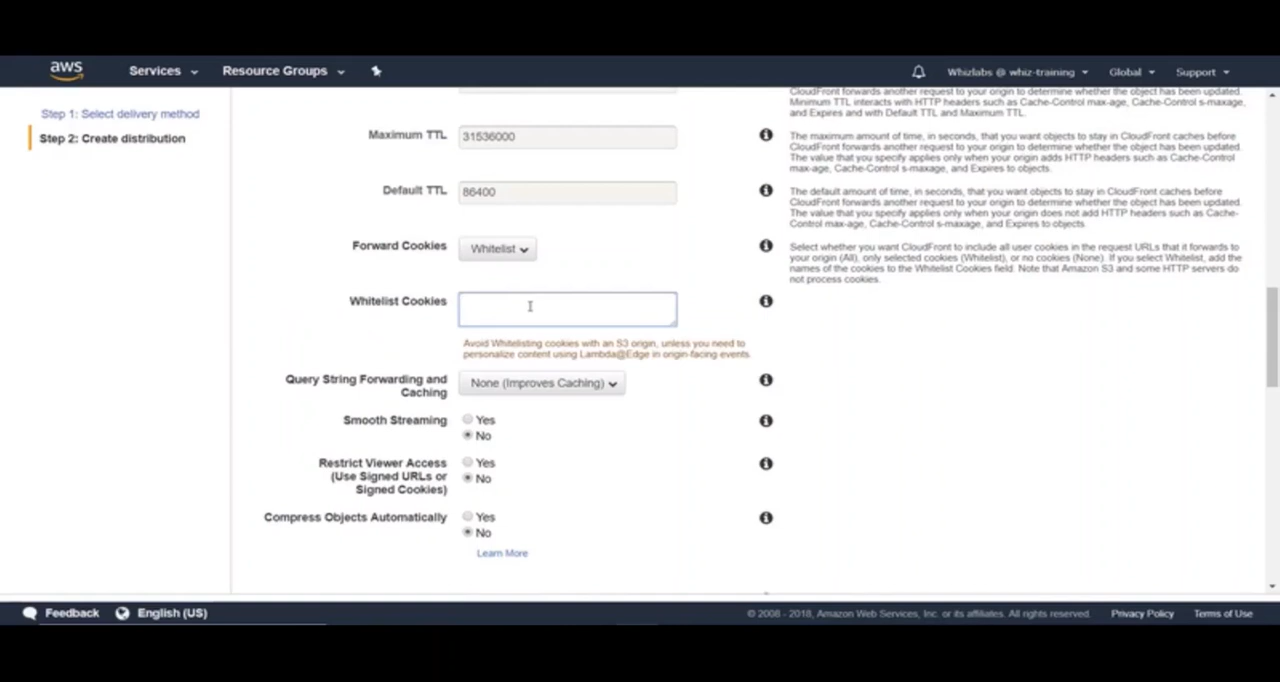 aws
Services
Resource Groups
Whizlabs @ whiz-training
Global
Support
Step 1: Select delivery method
Step 2: Create distribution
CloudFront forwards another request to your origin to determine whether the object has been updated.
Minimum TTL interacts with HTTP headers such as Cache-Control max-age, Cache-Control s-maxage,
and Expires and with Default TTL and Maximum TTL.
Maximum TTL
31536000
The maximum amount of time, in seconds, that you want objects to stay in CloudFront caches before
CloudFront forwards another request to your origin to determine whether the object has been updated.
The value that you specify applies only when your origin adds HTTP headers such as Cache-Control
max-age, Cache-Control s-maxage, and Expires to objects.
Default TTL
86400
The default amount of time, in seconds, that you want objects to stay in CloudFront caches before
CloudFront forwards another request to your origin to determine whether the object has been updated.
The value that you specify applies only when your origin does not add HTTP headers such as Cache-
Control max-age, Cache-Control s-maxage, and Expires to objects.
Forward Cookies
Whitelist
Select whether you want CloudFront to include all user cookies in the request URLs that it forwards to
your origin (All), only selected cookies (Whitelist), or no cookies (None). If you select Whitelist, add the
names of the cookies to the Whitelist Cookies field. Note that Amazon S3 and some HTTP servers do
not process cookies.
Whitelist Cookies
Avoid Whitelisting cookies with an S3 origin, unless you need to
personalize content using Lambda@Edge in origin-facing events.
Query String Forwarding and
Caching
None (Improves Caching)
Smooth Streaming
Yes
No
Restrict Viewer Access
(Use Signed URLs or
Signed Cookies)
Yes
No
Compress Objects Automatically
Yes
No
Learn More
Feedback
English (US)
© 2008 - 2018, Amazon Web Services, Inc. or its affiliates. All rights reserved.
Privacy Policy
Terms of Use